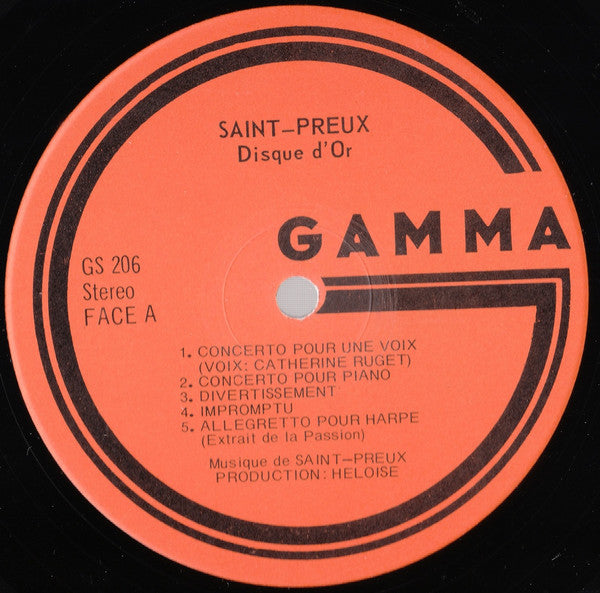 SAINT-PREUX
Disque d'Or
GAMMA
GS 206
Stereo
FACE A
1. CONCERTO POUR UNE VOIX
(VOIX: CATHERINE RUGET)
2. CONCERTO POUR PIANO
3. DIVERTISSEMENT
4. IMPROMPTU
5. ALLEGRETTO POUR HARPE
(Extrait de la Passion)
Musique de SAINT-PREUX
PRODUCTION: HELOISE